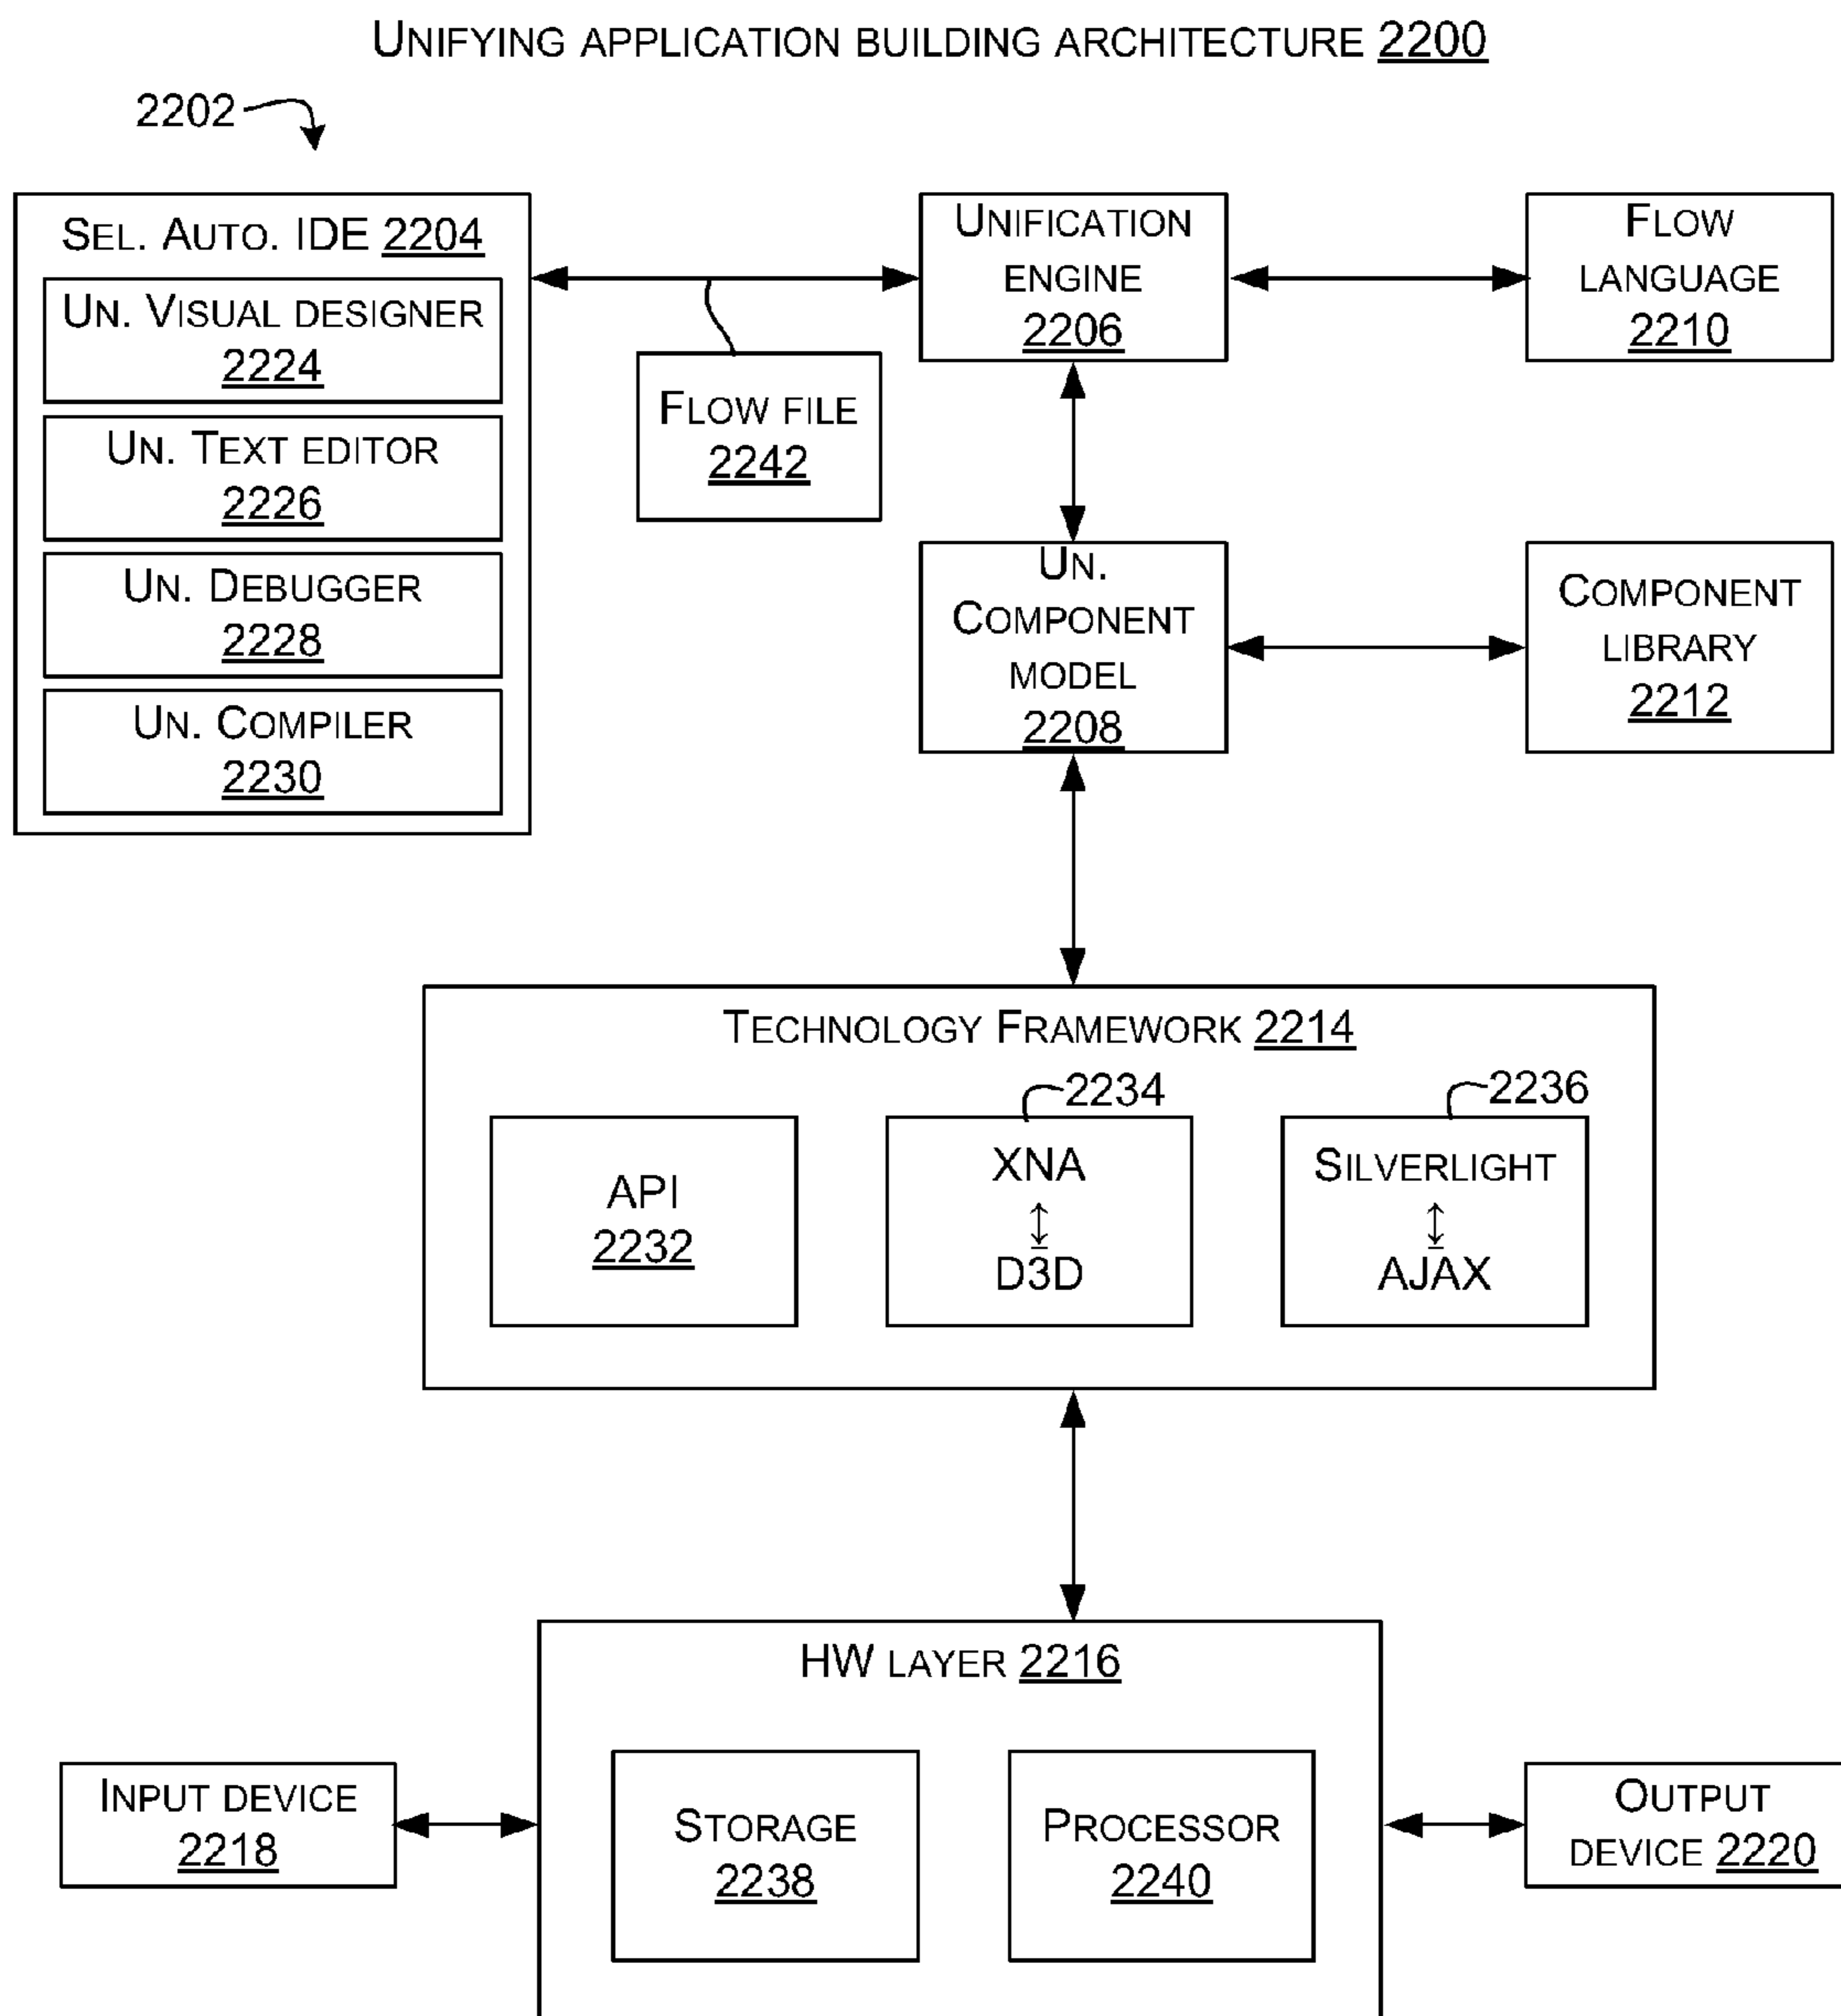 UNIFYING APPLICATION BUILDING ARCHITECTURE 2200
2202
SEL. AUTO. IDE 2204
UN. VISUAL DESIGNER
2224
UN. TEXT EDITOR
2226
UN. DEBUGGER
2228
UN. COMPILER
2230
FLOW FILE
2242
UNIFICATION
ENGINE
2206
FLOW
LANGUAGE
2210
UN.
COMPONENT
MODEL
2208
COMPONENT
LIBRARY
2212
TECHNOLOGY FRAMEWORK 2214
API
2232
2234
XNA
↕
D3D
2236
SILVERLIGHT
↕
AJAX
HW LAYER 2216
INPUT DEVICE
2218
STORAGE
2238
PROCESSOR
2240
OUTPUT
DEVICE 2220